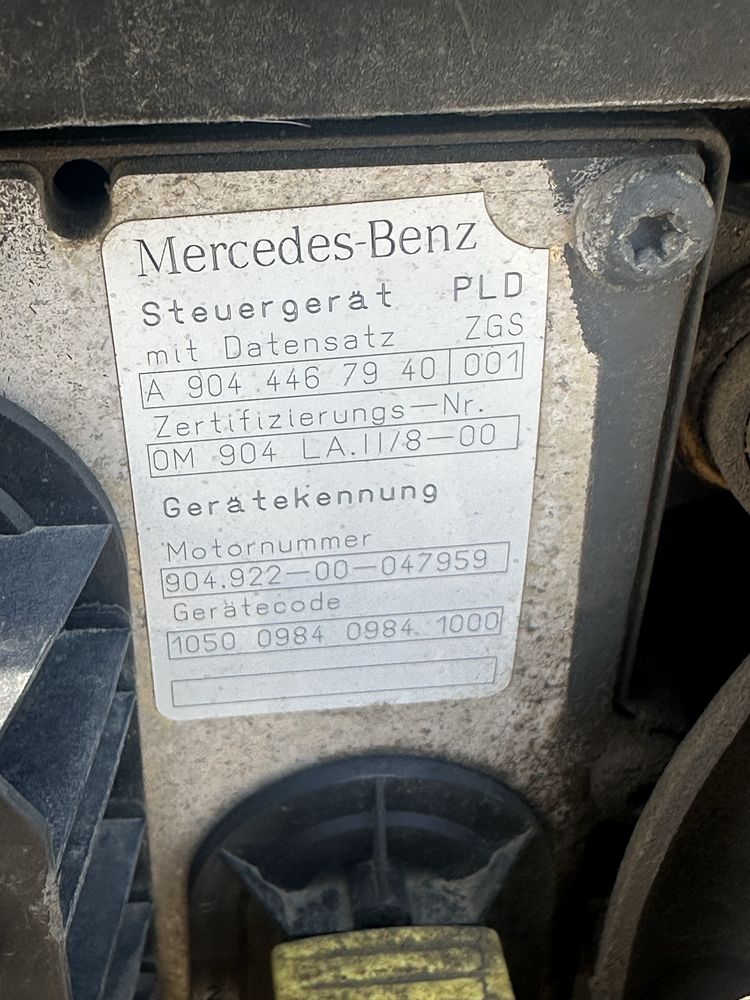 Mercedes-Benz
Steuergerät PLD
mit Datensatz ZGS
A 904 446 79 40 001
Zertifizierungs-Nr.
OM 904 LA.II/8-00
Gerätekennung
Motornummer
904.922-00-047959
Gerätecode
1050 0984 0984 1000